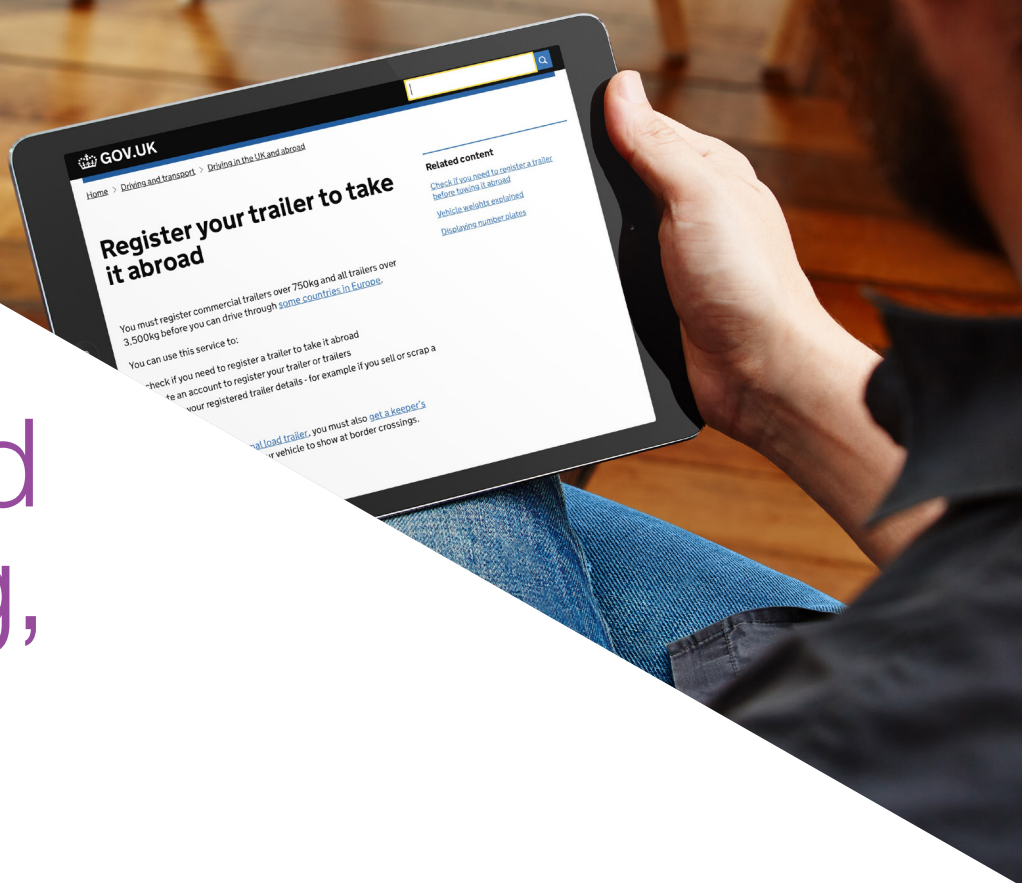 GOV.UK
Home > Driving and transport > Driving in the UK and abroad
Register your trailer to take
it abroad
You must register commercial trailers over 750kg and all trailers over
3,500kg before you can drive through some countries in Europe.
You can use this service to:
check if you need to register a trailer to take it abroad
an account to register your trailer or trailers
your registered trailer details - for example if you sell or scrap a
load trailer, you must also get a keeper's
vehicle to show at border crossings.
Related content
Check if you need to register a trailer
before towing it abroad
Vehicle weights explained
Displaying number plates
d
g,